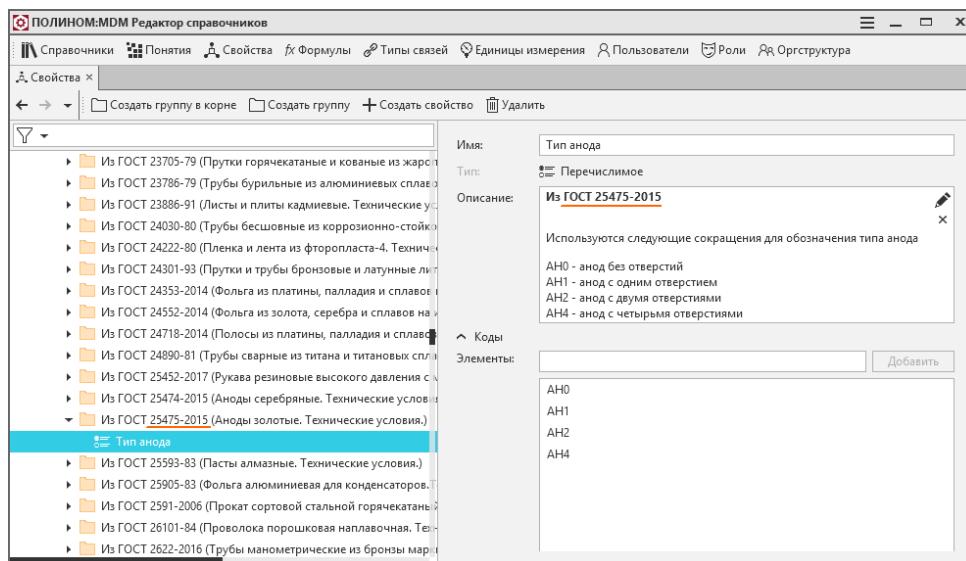 ПОЛИНОМ:MDM Редактор справочников
Справочники Понятия Свойства fx Формулы Типы связей Единицы измерения Пользователи Роли Оргструктура
Свойства ×
Создать группу в корне Создать группу Создать свойство Удалить
Из ГОСТ 23705-79 (Прутки горячекатаные и кованые из жароп
Из ГОСТ 23786-79 (Трубы бурильные из алюминиевых сплаво
Из ГОСТ 23886-91 (Листы и плиты кадмиевые. Технические ус
Из ГОСТ 24030-80 (Трубы бесшовные из коррозионно-стойко
Из ГОСТ 24222-80 (Пленка и лента из фторопласта-4. Техниче
Из ГОСТ 24301-93 (Прутки и трубы бронзовые и латунные лит
Из ГОСТ 24353-2014 (Фольга из платины, палладия и сплавов
Из ГОСТ 24552-2014 (Фольга из золота, серебра и сплавов на
Из ГОСТ 24718-2014 (Полосы из платины, палладия и сплаво
Из ГОСТ 24890-81 (Трубы сварные из титана и титановых спл
Из ГОСТ 25452-2017 (Рукава резиновые высокого давления с
Из ГОСТ 25474-2015 (Аноды серебряные. Технические услови
Из ГОСТ 25475-2015 (Аноды золотые. Технические условия.)
Тип анода
Из ГОСТ 25593-83 (Пасты алмазные. Технические условия.)
Из ГОСТ 25905-83 (Фольга алюминиевая для конденсаторов.
Из ГОСТ 2591-2006 (Прокат сортовой стальной горячекатаны
Из ГОСТ 26101-84 (Проволока порошковая наплавочная. Тех
Из ГОСТ 2622-2016 (Трубы манометрические из бронзы марк
Имя: Тип анода
Тип: Перечислимое
Описание: Из ГОСТ 25475-2015
Используются следующие сокращения для обозначения типа анода
АН0 - анод без отверстий
АН1 - анод с одним отверстием
АН2 - анод с двумя отверстиями
АН4 - анод с четырьмя отверстиями
Коды
Элементы: Добавить
АН0
АН1
АН2
АН4